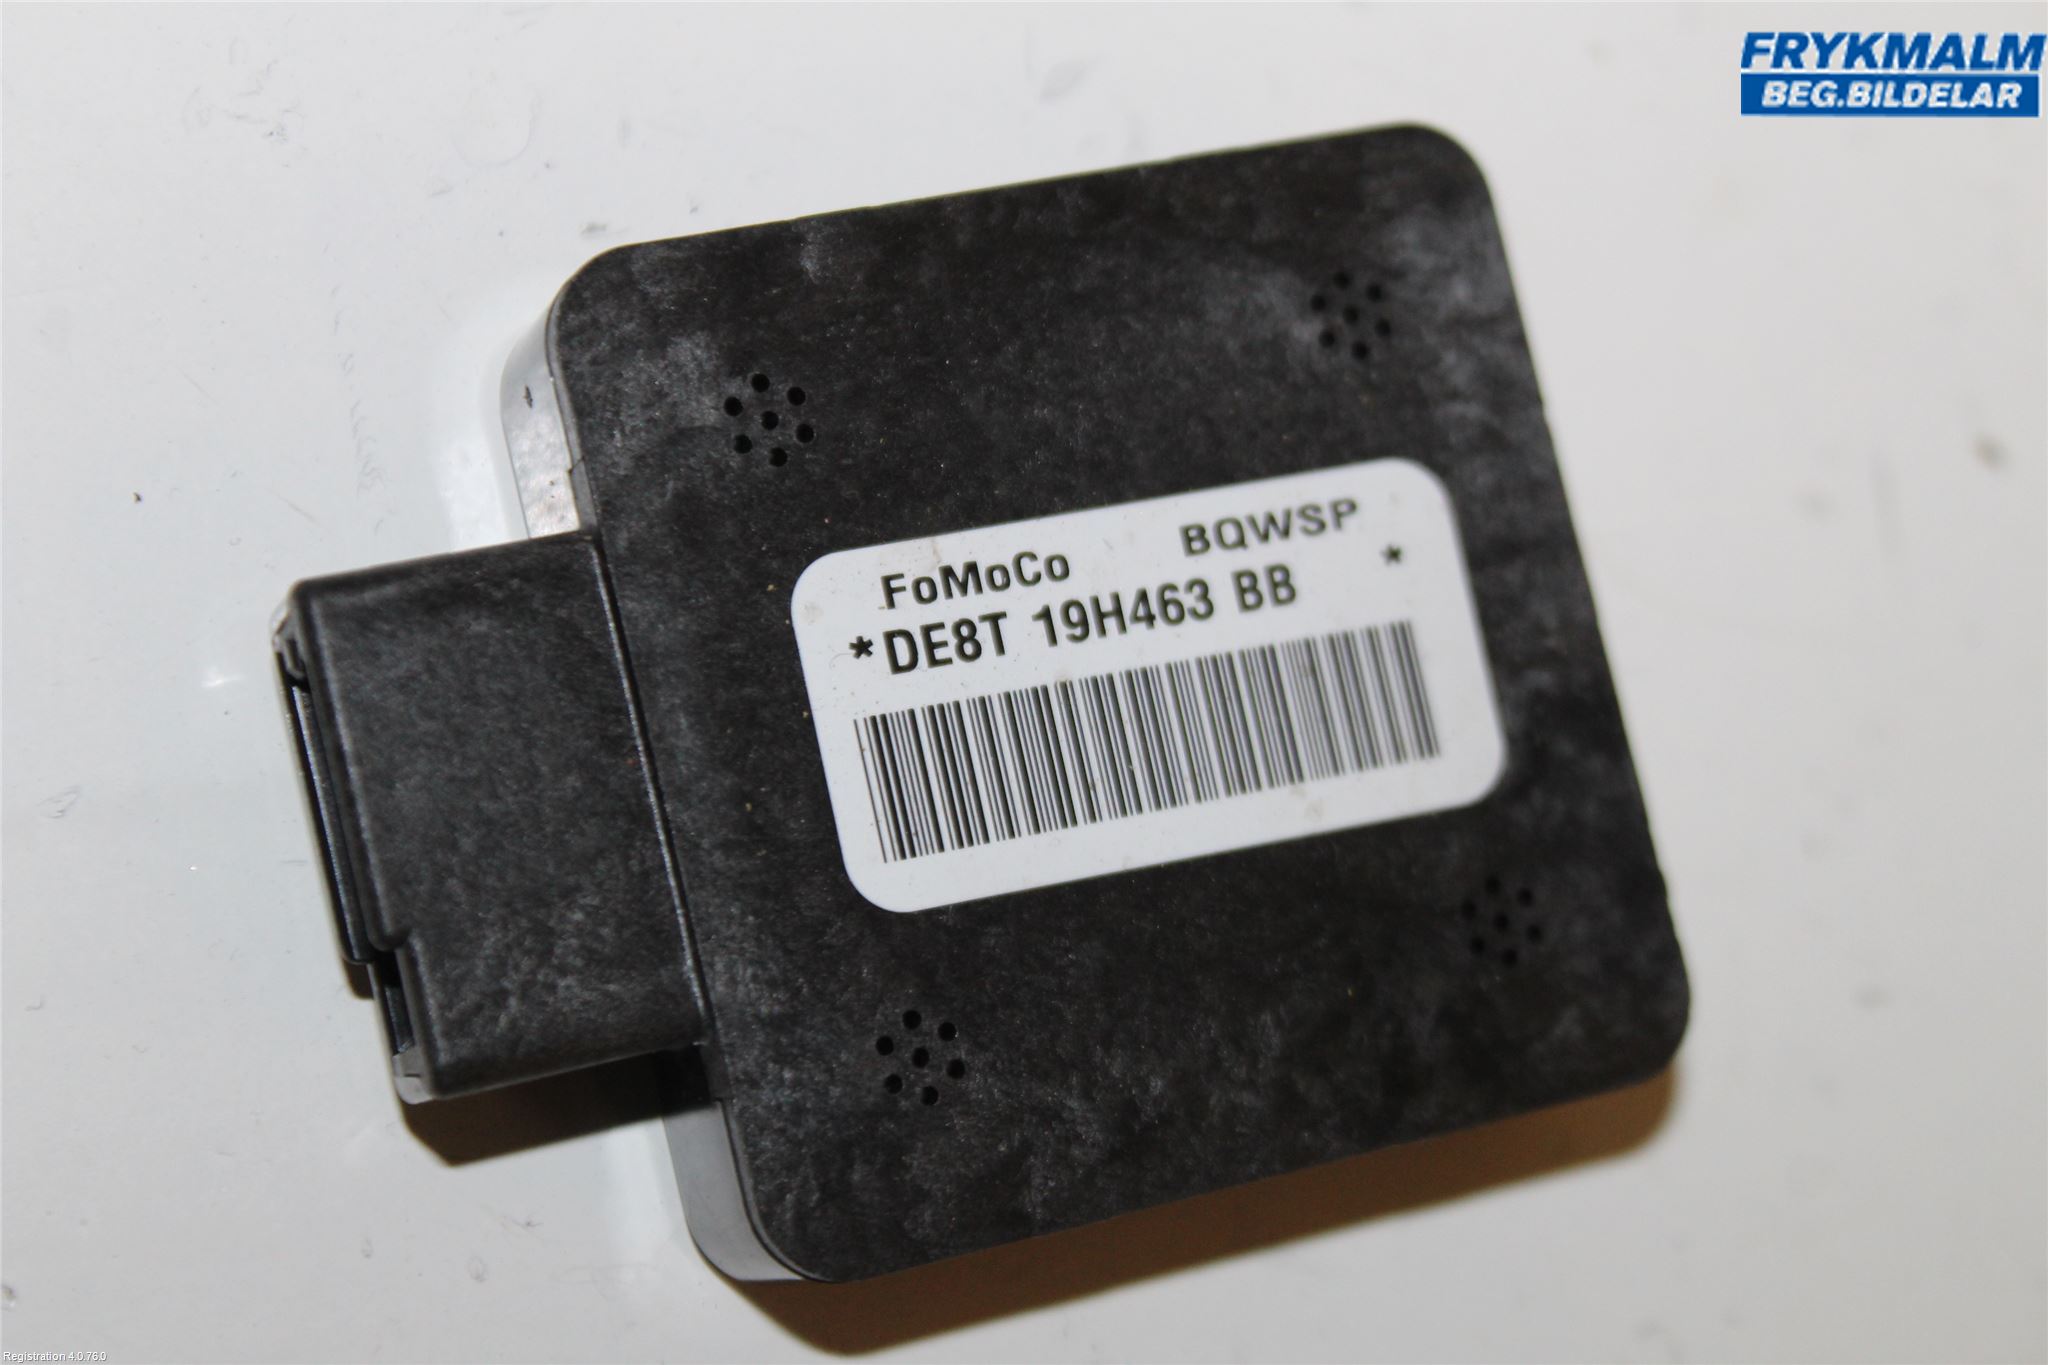 FRYKMALM
BEG.BILDELAR
FoMoCo BQWSP
*DE8T 19H463 BB *
Registration 4.0.76.0